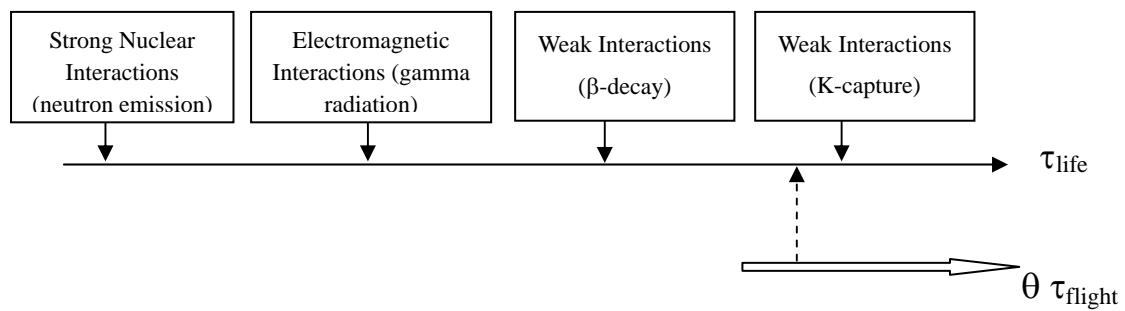 Strong Nuclear
Interactions
(neutron emission)
Electromagnetic
Interactions (gamma
radiation)
Weak Interactions
(β-decay)
Weak Interactions
(K-capture)
τlife
θ τflight